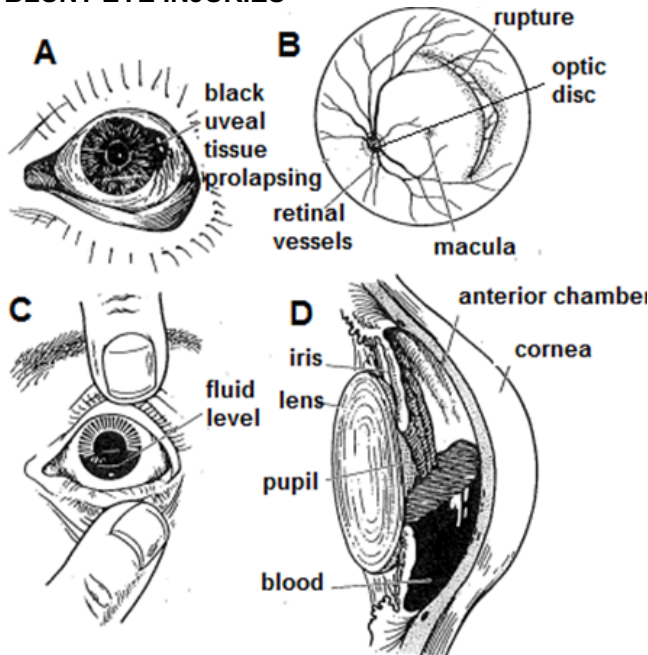 BLUNT EYE INJURIES
A
black
uveal
tissue
prolapsing
B
rupture
optic
disc
retinal
vessels
macula
C
fluid
level
D
anterior chamber
cornea
iris
lens
pupil
blood